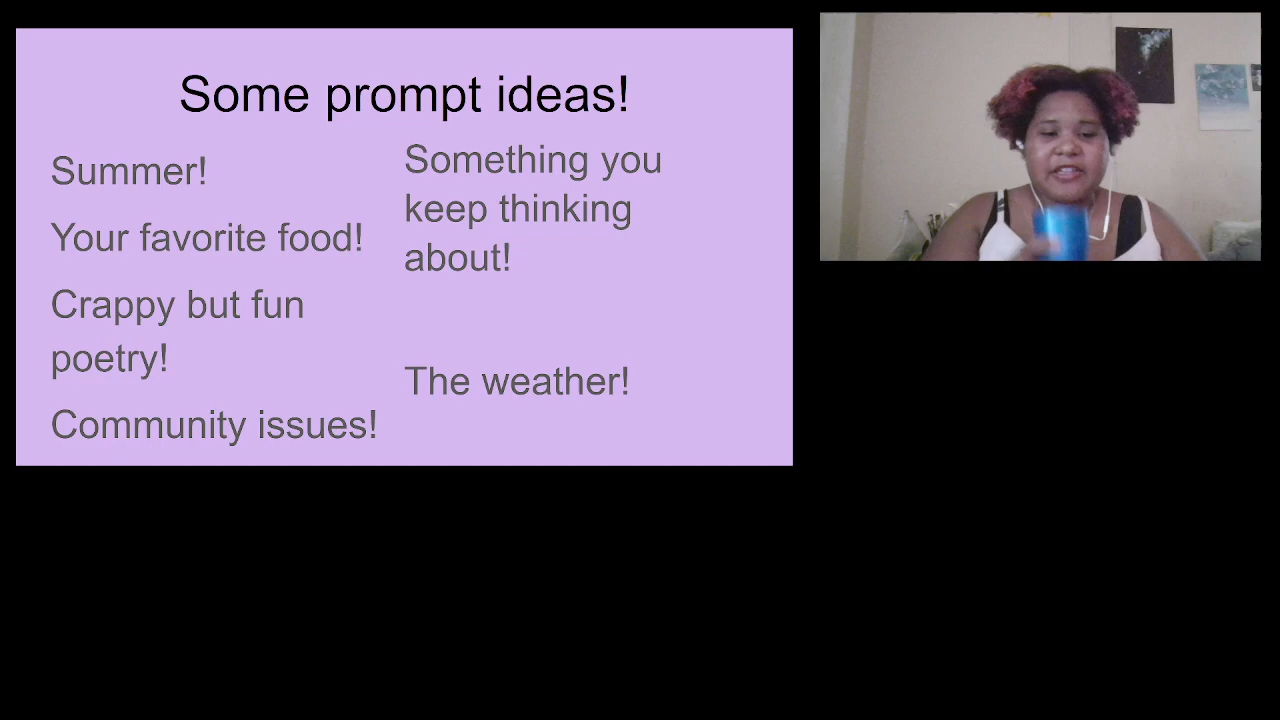 Some prompt ideas!
Summer!
Your favorite food!
Crappy but fun
poetry!
Community issues!
Something you
keep thinking
about!
The weather!